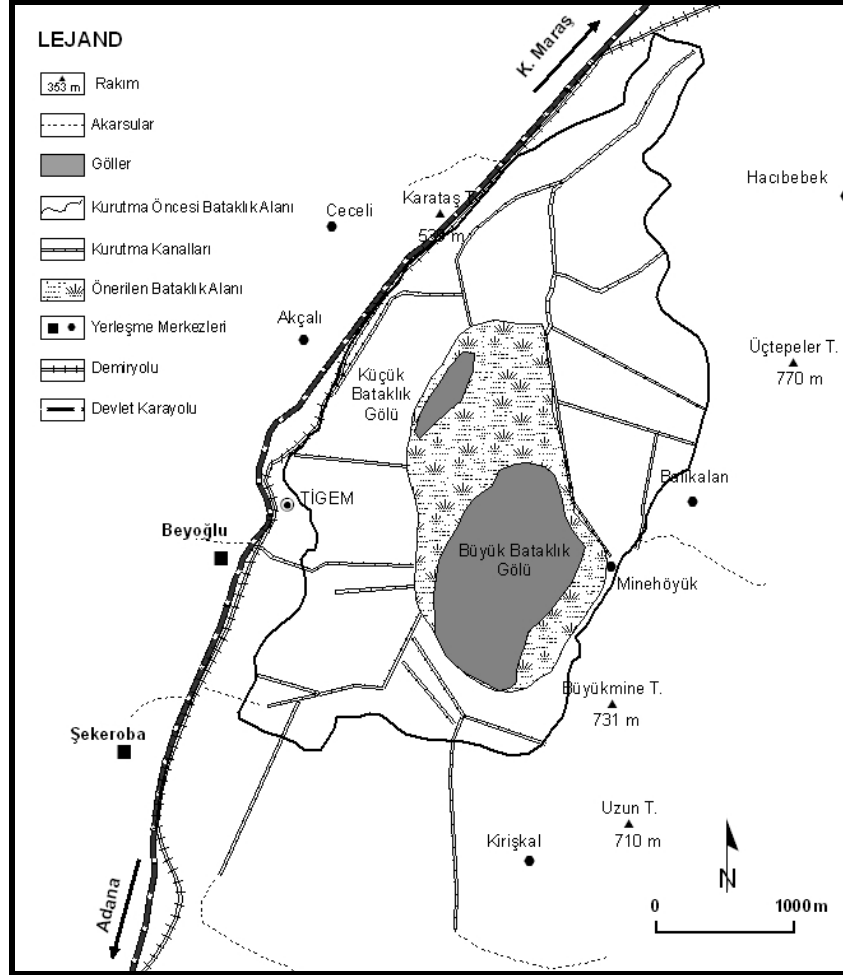 LEJAND
353 m
Rakım
Akarsular
Göller
Kurutma Öncesi Bataklık Alanı
Kurutma Kanalları
Önerilen Bataklık Alanı
Yerleşme Merkezleri
Demiryolu
Devlet Karayolu
K. Maraş
Hacıbebek
Karataş T.
Ceceli
Akçalı
Üçtepeler T.
770 m
Küçük
Bataklık
Gölü
Balıkalan
TİGEM
Beyoğlu
Büyük Bataklık
Gölü
Minehöyük
Büyükmine T.
731 m
Şekeroba
Uzun T.
710 m
Kirişkal
Adana
N
0 1000 m